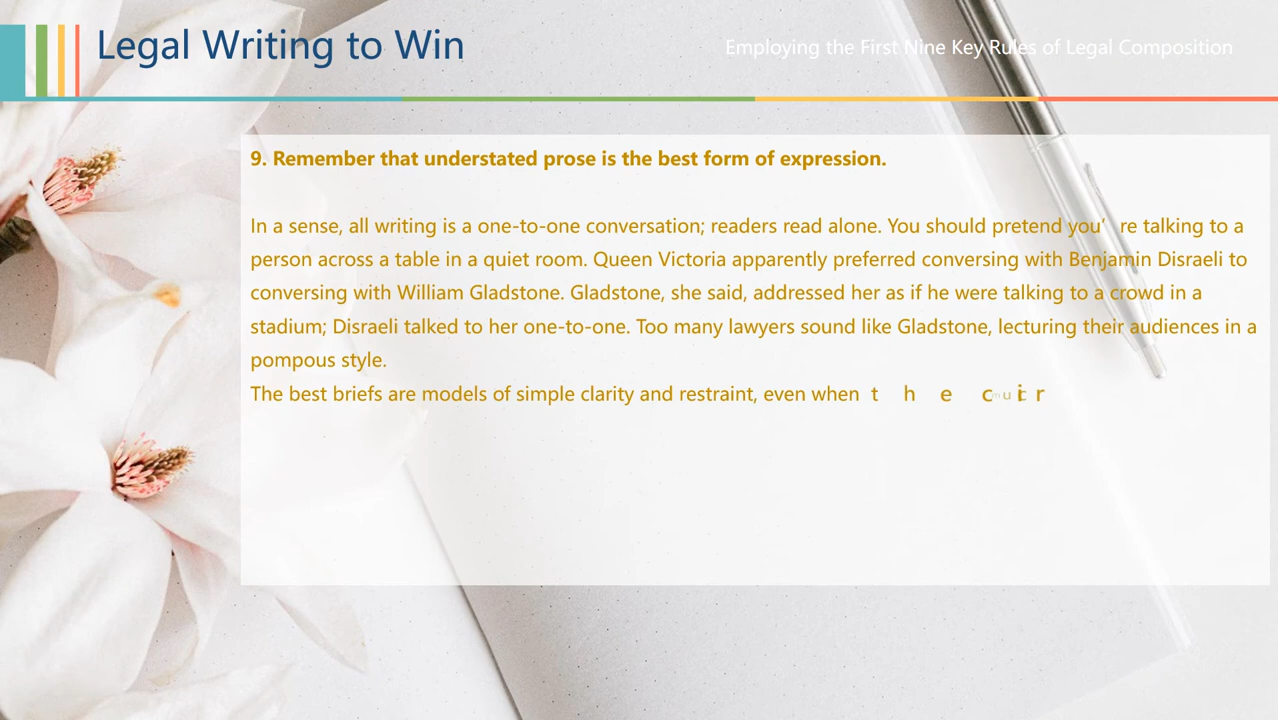 Legal Writing to Win
Employing the First Nine Key Rules of Legal Composition
9. Remember that understated prose is the best form of expression.
In a sense, all writing is a one-to-one conversation; readers read alone. You should pretend you’re talking to a
person across a table in a quiet room. Queen Victoria apparently preferred conversing with Benjamin Disraeli to
conversing with William Gladstone. Gladstone, she said, addressed her as if he were talking to a crowd in a
stadium; Disraeli talked to her one-to-one. Too many lawyers sound like Gladstone, lecturing their audiences in a
pompous style.
The best briefs are models of simple clarity and restraint, even when the